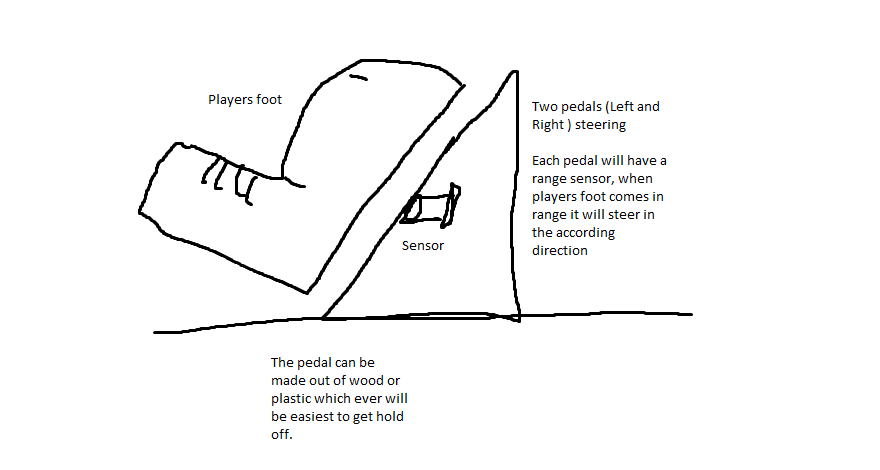 Players foot
Two pedals (Left and
Right ) steering
Each pedal will have a
range sensor, when
players foot comes in
range it will steer in
the according
direction
Sensor
The pedal can be
made out of wood or
plastic which ever will
be easiest to get hold
off.